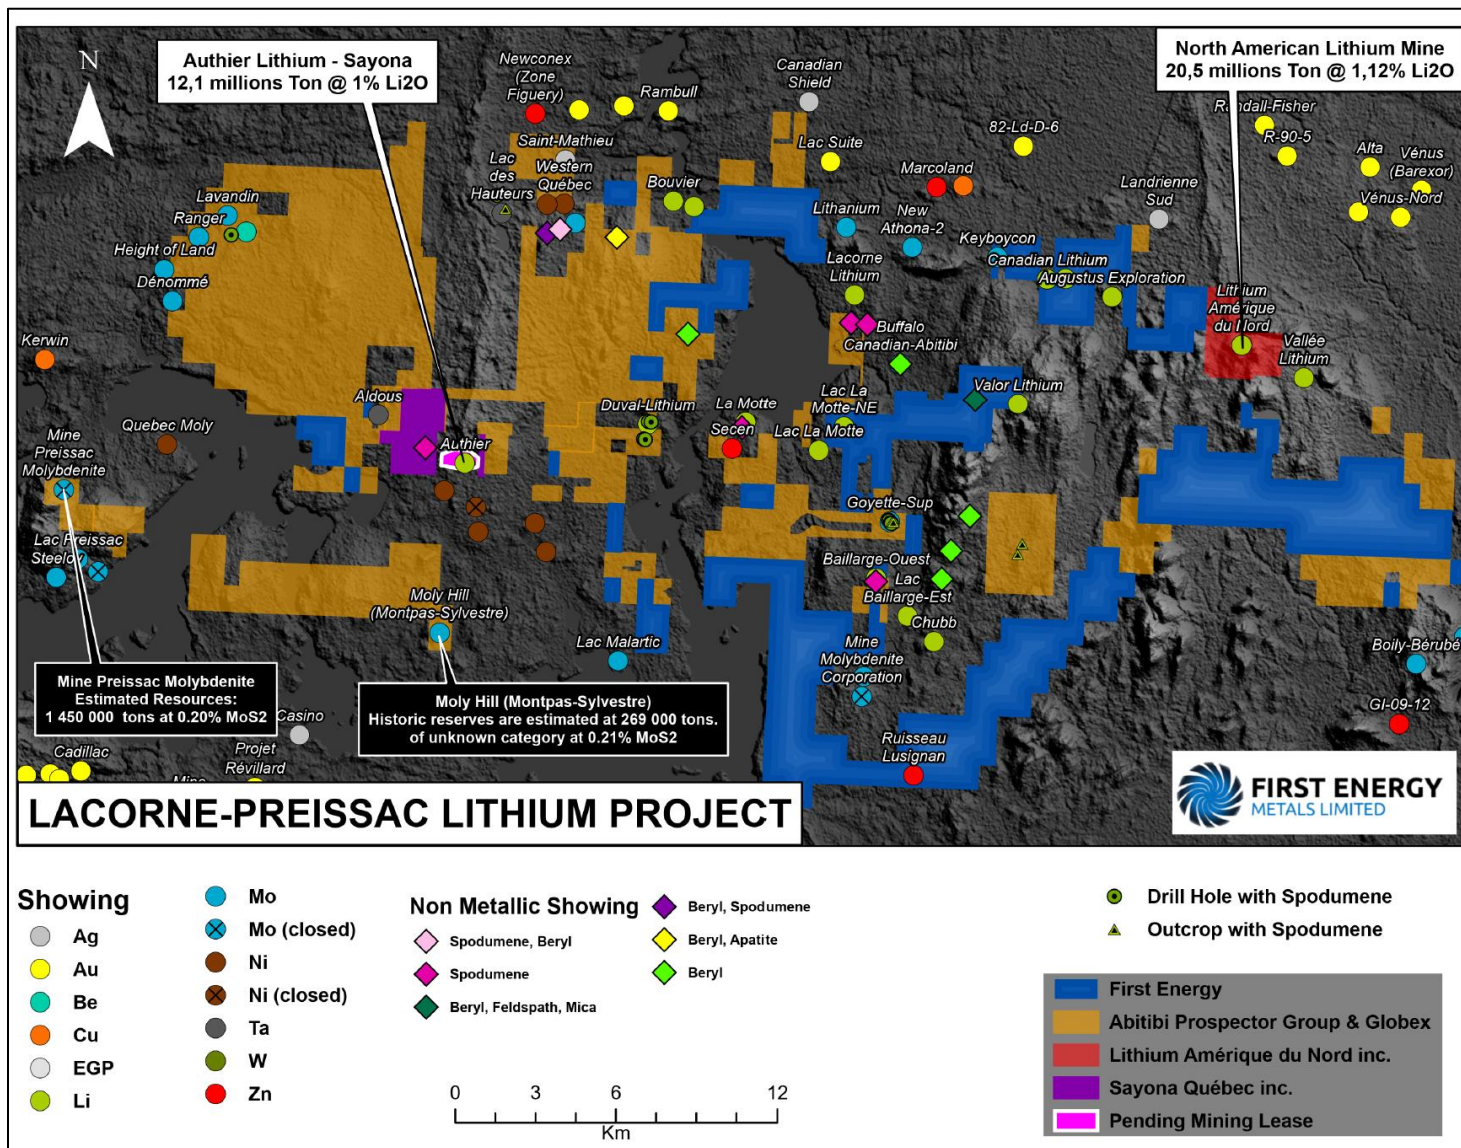 N
Authier Lithium - Sayona
12,1 millions Ton @ 1% Li2O
North American Lithium Mine
20,5 millions Ton @ 1,12% Li2O
Newconex
(Zone
Figuery)
Rambull
Canadian
Shield
Randall-Fisher
R-90-5
82-Ld-D-6
Alta
Vénus
(Barexor)
Vénus-Nord
Saint-Mathieu
Lac
des
Hauteurs
Western
Québec
Bouvier
Lac Suite
Marcoland
Landrienne
Sud
Lavandin
Ranger
Height of Land
Dénommé
Lithanium
New
Athona-2
Keyboycon
Canadian Lithium
Augustus Exploration
Lacorne
Lithium
Lithium
Amérique
du Nord
Buffalo
Canadian-Abitibi
Vallée
Lithium
Kerwin
Valor Lithium
Aldous
Duval-Lithium
La Motte
Lac La
Motte-NE
Secen
Lac La Motte
Quebec Moly
Authier
Mine
Preissac
Molybdenite
Goyette-Sup
Lac Preissac
Steeloy
Baillarge-Ouest
Lac
Baillarge-Est
Chubb
Moly Hill
(Montpas-Sylvestre)
Lac Malartic
Mine
Molybdenite
Corporation
Boily-Bérubé
Mine Preissac Molybdenite
Estimated Resources:
1 450 000 tons at 0.20% MoS2
Moly Hill (Montpas-Sylvestre)
Historic reserves are estimated at 269 000 tons.
of unknown category at 0.21% MoS2
Casino
GI-09-12
Cadillac
Projet
Révillard
Mine
Ruisseau
Lusignan
LACORNE-PREISSAC LITHIUM PROJECT
FIRST ENERGY
METALS LIMITED
Showing
Ag
Au
Be
Cu
EGP
Li
Mo
Mo (closed)
Ni
Ni (closed)
Ta
W
Zn
Non Metallic Showing
Spodumene, Beryl
Spodumene
Beryl, Feldspath, Mica
Beryl, Spodumene
Beryl, Apatite
Beryl
0 3 6 12
Km
Drill Hole with Spodumene
Outcrop with Spodumene
First Energy
Abitibi Prospector Group & Globex
Lithium Amérique du Nord inc.
Sayona Québec inc.
Pending Mining Lease